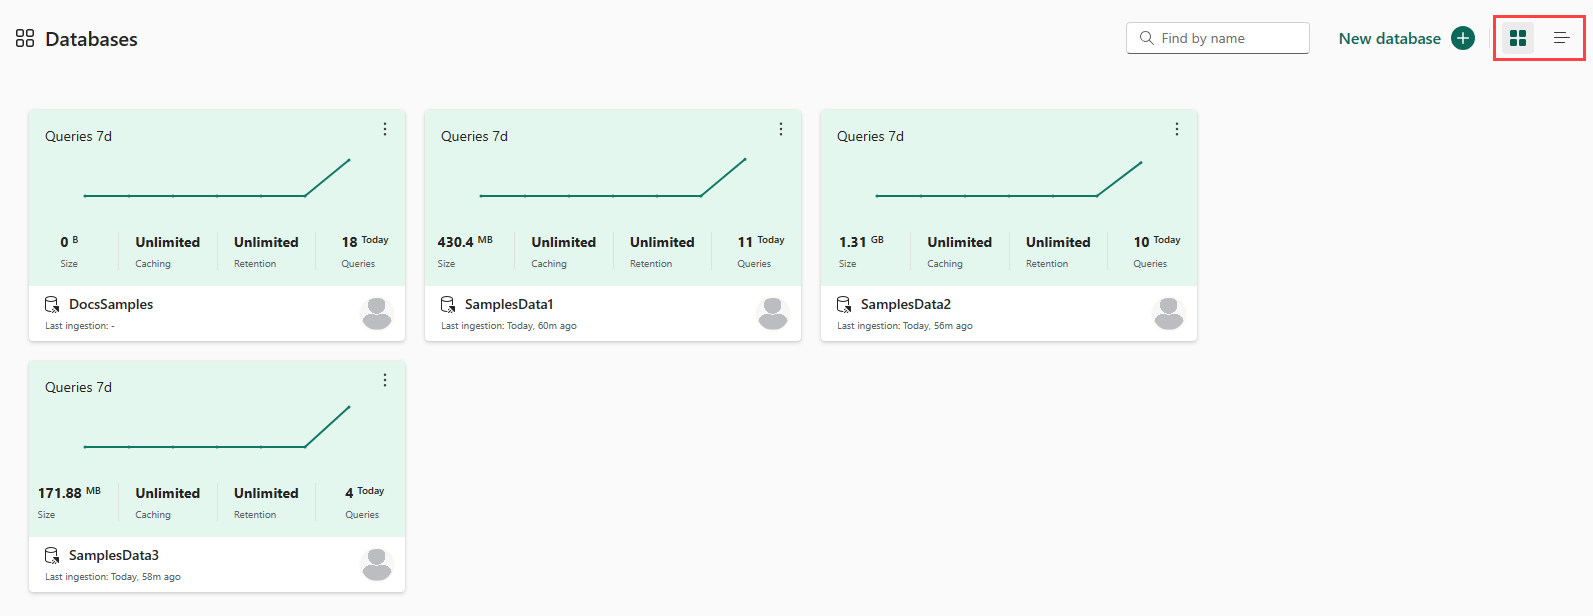 Databases
Find by name
New database
Queries 7d
0 B
Size
Unlimited
Caching
Unlimited
Retention
18 Today
Queries
DocsSamples
Last ingestion: -
Queries 7d
430.4 MB
Size
Unlimited
Caching
Unlimited
Retention
11 Today
Queries
SamplesData1
Last ingestion: Today, 60m ago
Queries 7d
1.31 GB
Size
Unlimited
Caching
Unlimited
Retention
10 Today
Queries
SamplesData2
Last ingestion: Today, 56m ago
Queries 7d
171.88 MB
Size
Unlimited
Caching
Unlimited
Retention
4 Today
Queries
SamplesData3
Last ingestion: Today, 58m ago